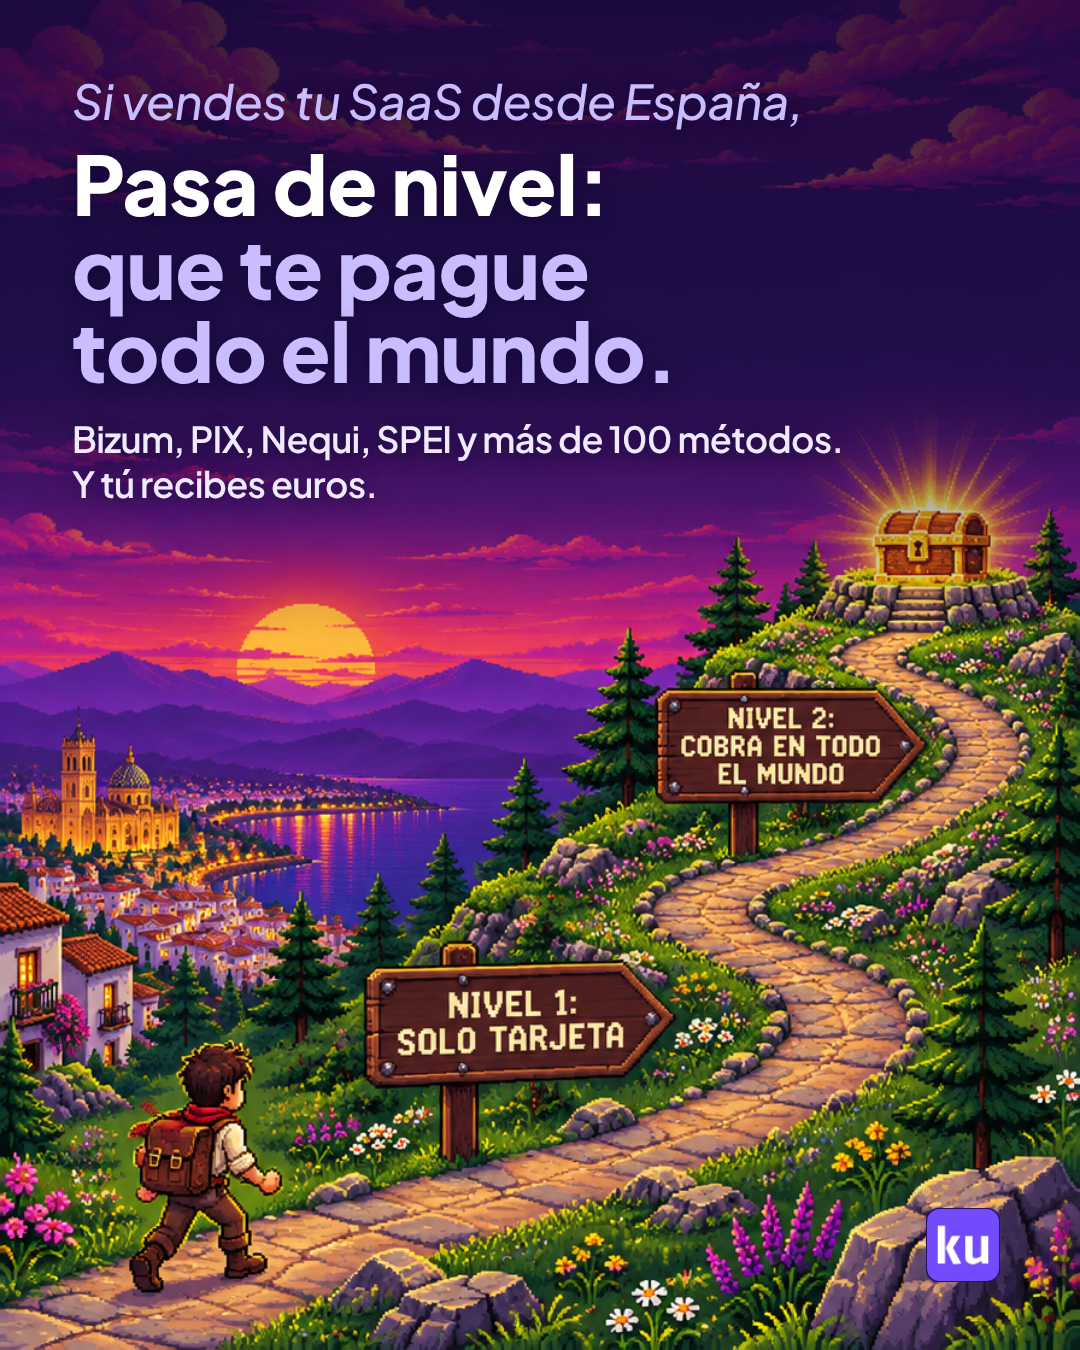 Si vendes tu SaaS desde España,
Pasa de nivel:
que te pague
todo el mundo.
Bizum, PIX, Nequi, SPEI y más de 100 métodos.
Y tú recibes euros.
NIVEL 2:
COBRA EN TODO
EL MUNDO
NIVEL 1:
SOLO TARJETA
ku